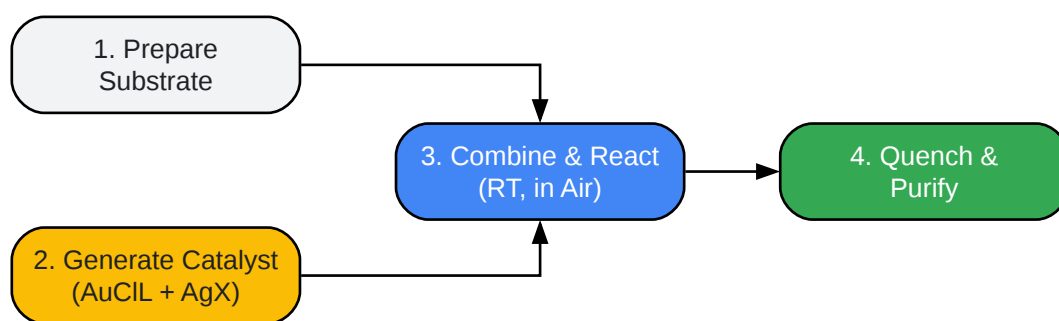 1. Prepare
Substrate
2. Generate Catalyst
(AuClL + AgX)
3. Combine & React
(RT, in Air)
4. Quench &
Purify